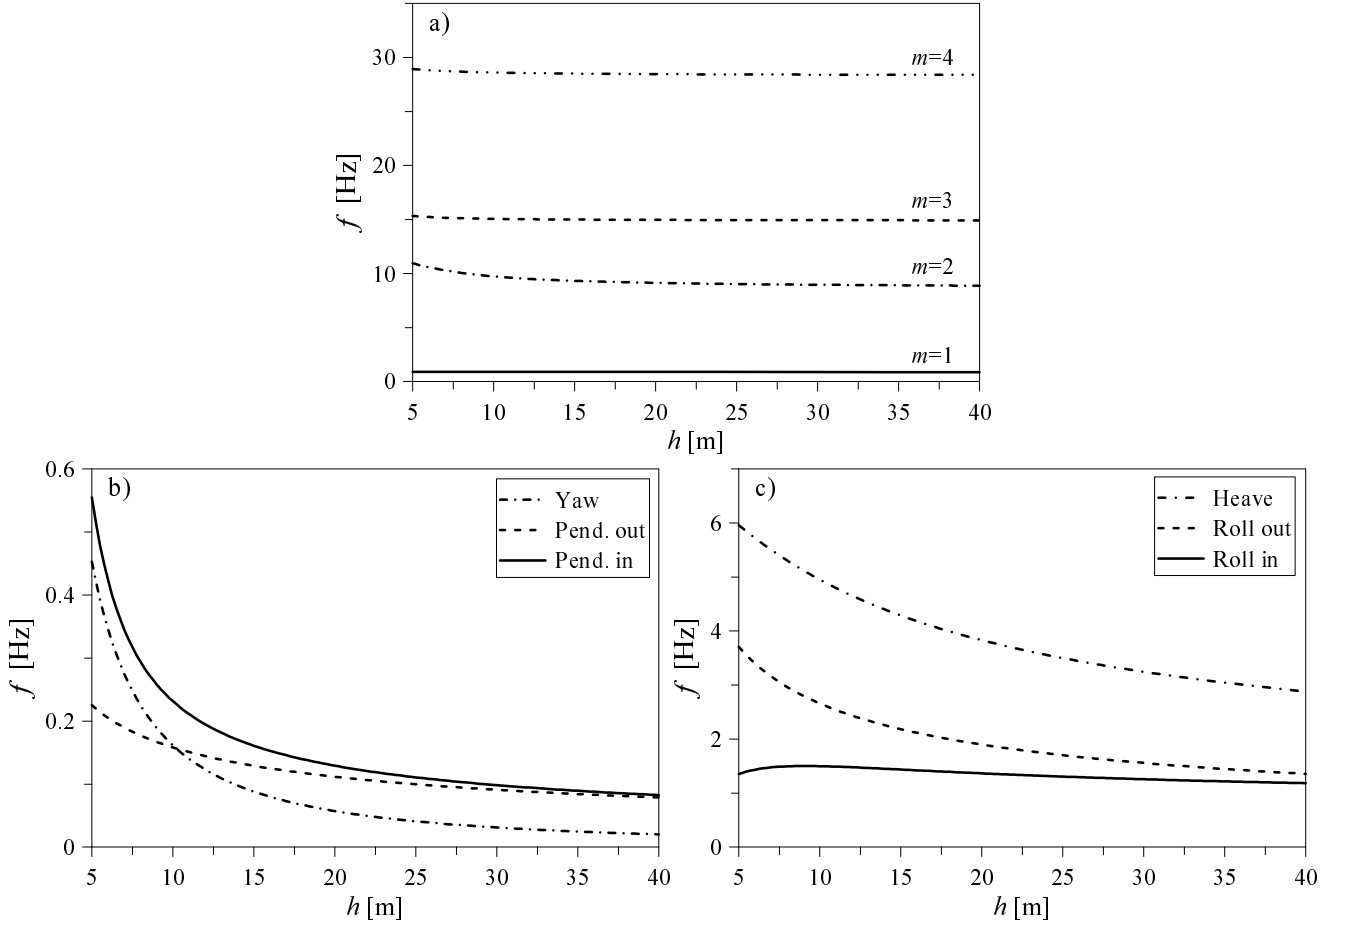 a)
30
20
10
0
f [Hz]
m=4
m=3
m=2
m=1
5 10 15 20 25 30 35 40
h [m]
b)
0.6
0.4
0.2
0
f [Hz]
Yaw
Pend. out
Pend. in
5 10 15 20 25 30 35 40
h [m]
c)
6
4
2
0
f [Hz]
Heave
Roll out
Roll in
5 10 15 20 25 30 35 40
h [m]